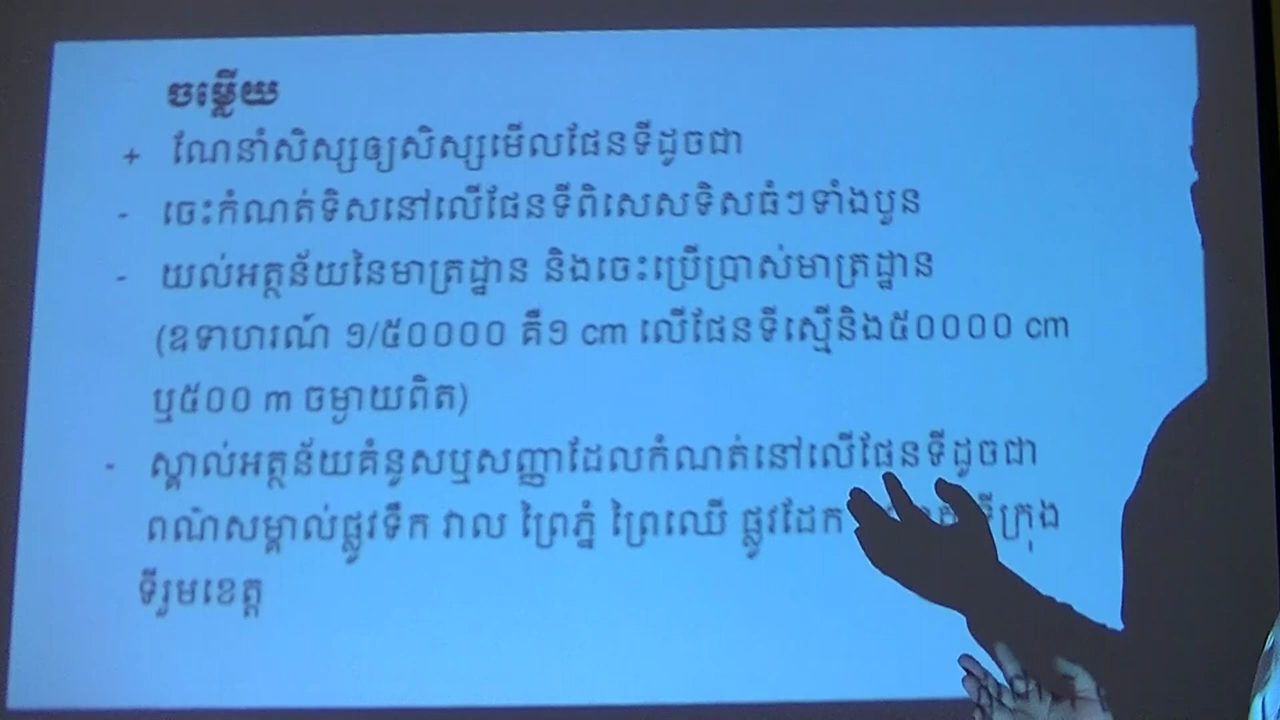 ចម្លើយ
+ ណែនាំសិស្សឲ្យសិស្សមើលផែនទីដូចជា
- ចេះកំណត់ទិសនៅលើផែនទីពិសេសទិសធំៗទាំងបួន
- យល់អត្ថន័យនៃមាត្រដ្ឋាន និងចេះប្រើប្រាស់មាត្រដ្ឋាន
(ឧទាហរណ៍ ១/៥០០០០ គឺ១ cm លើផែនទីស្មើនិង៥០០០០ cm
ឬ៥០០ m ចម្ងាយពិត)
- ស្គាល់អត្ថន័យគំនូសឬសញ្ញាដែលកំណត់នៅលើផែនទីដូចជា
ពណ៌សម្គាល់ផ្លូវទឹក វាល ព្រៃភ្នំ ព្រៃឈើ ផ្លូវដែក ទីក្រុង
ទីរួមខេត្ត